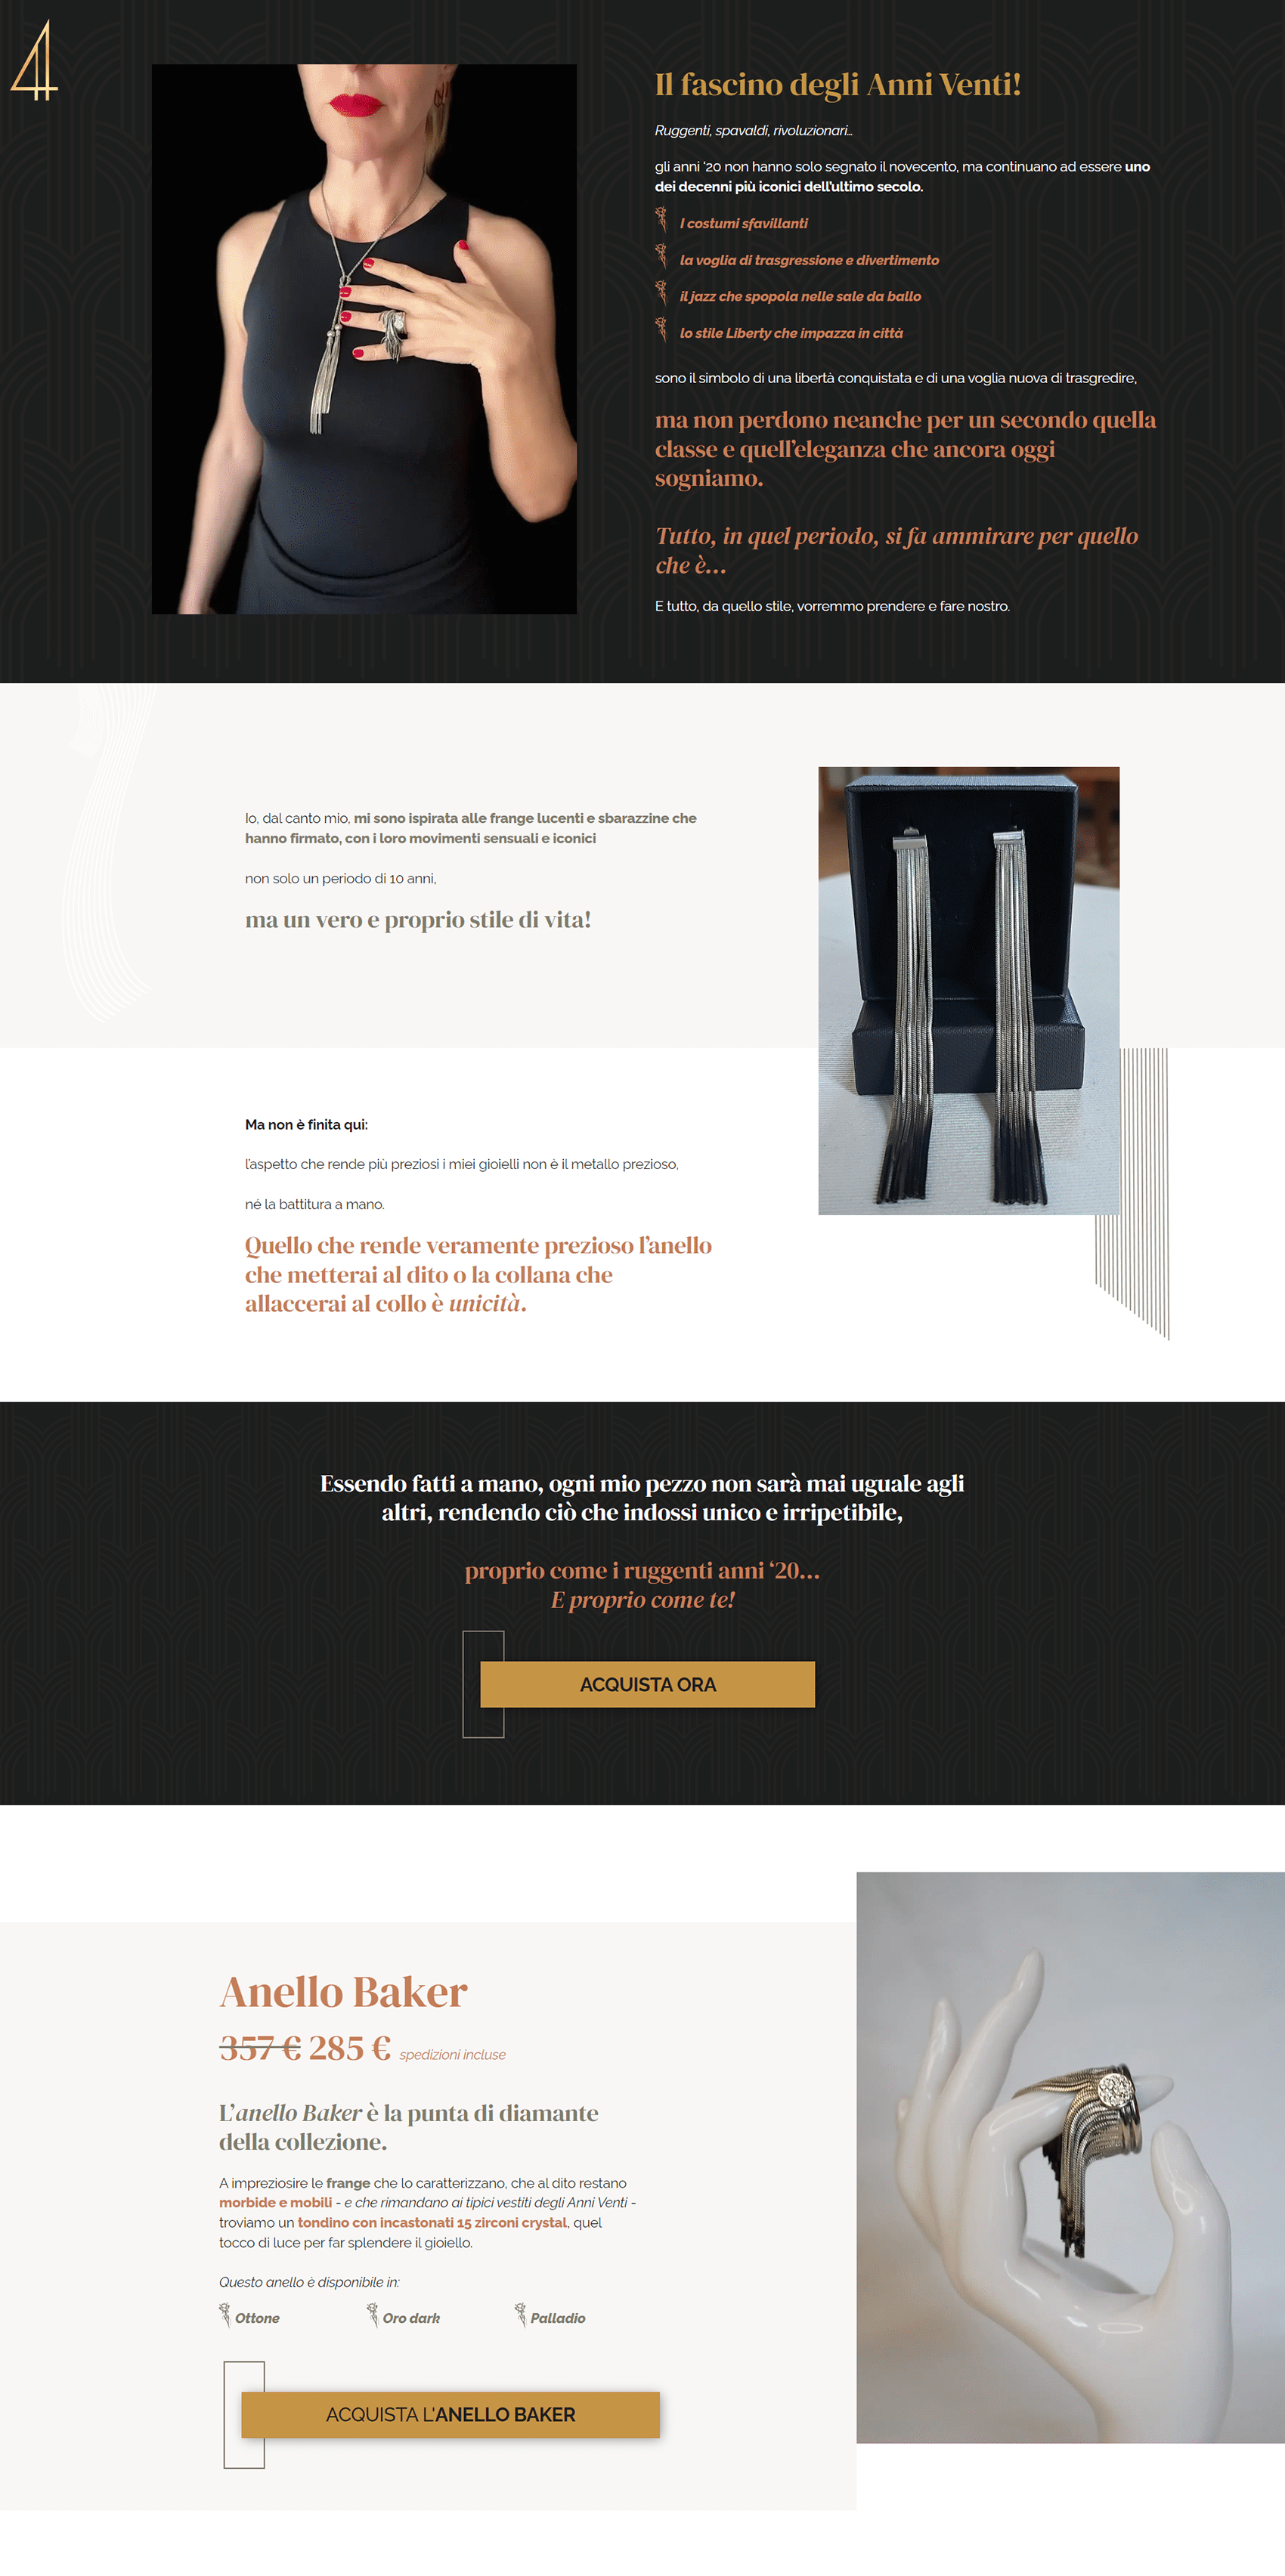 4
Il fascino degli Anni Venti!
Ruggenti, spavaldi, rivoluzionari...
gli anni '20 non hanno solo segnato il novecento, ma continuano ad essere uno
dei decenni più iconici dell'ultimo secolo.
I costumi sfavillanti
la voglia di trasgressione e divertimento
il jazz che spopola nelle sale da ballo
lo stile Liberty che impazza in città
sono il simbolo di una libertà conquistata e di una voglia nuova di trasgredire,
ma non perdono neanche per un secondo quella
classe e quell'eleganza che ancora oggi
sogniamo.
Tutto, in quel periodo, si fa ammirare per quello
che è...
E tutto, da quello stile, vorremmo prendere e fare nostro.
Io, dal canto mio, mi sono ispirata alle frange lucenti e sbarazzine che
hanno firmato, con i loro movimenti sensuali e iconici
non solo un periodo di 10 anni,
ma un vero e proprio stile di vita!
Ma non è finita qui:
l'aspetto che rende più preziosi i miei gioielli non è il metallo prezioso,
né la battitura a mano.
Quello che rende veramente prezioso l'anello
che metterai al dito o la collana che
allaccerai al collo è unicità.
Essendo fatti a mano, ogni mio pezzo non sarà mai uguale agli
altri, rendendo ciò che indossi unico e irripetibile,
proprio come i ruggenti anni '20...
E proprio come te!
ACQUISTA ORA
Anello Baker
357 € 285 € spedizioni incluse
L'anello Baker è la punta di diamante
della collezione.
A impreziosire le frange che lo caratterizzano, che al dito restano
morbide e mobili - e che rimandano ai tipici vestiti degli Anni Venti -
troviamo un tondino con incastonati 15 zirconi crystal, quel
tocco di luce per far splendere il gioiello.
Questo anello è disponibile in:
Ottone Oro dark Palladio
ACQUISTA L'ANELLO BAKER